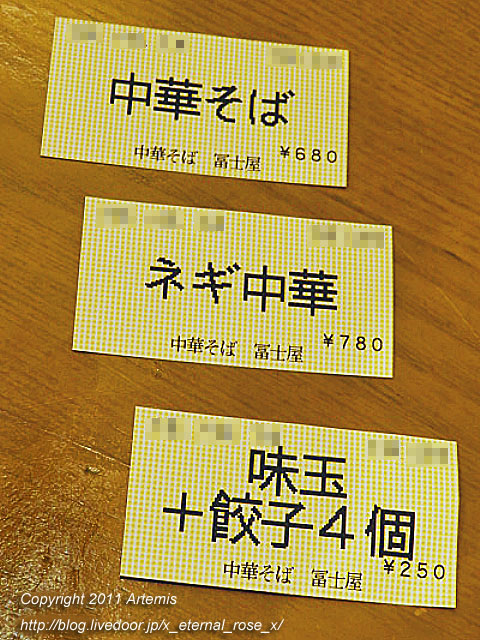 中華そば
¥680
中華そば 冨士屋
ネギ中華
¥780
中華そば 冨士屋
味玉
+餃子4個
¥250
中華そば 冨士屋
Copyright 2011 Artemis
http://blog.livedoor.jp/x_eternal_rose_x/